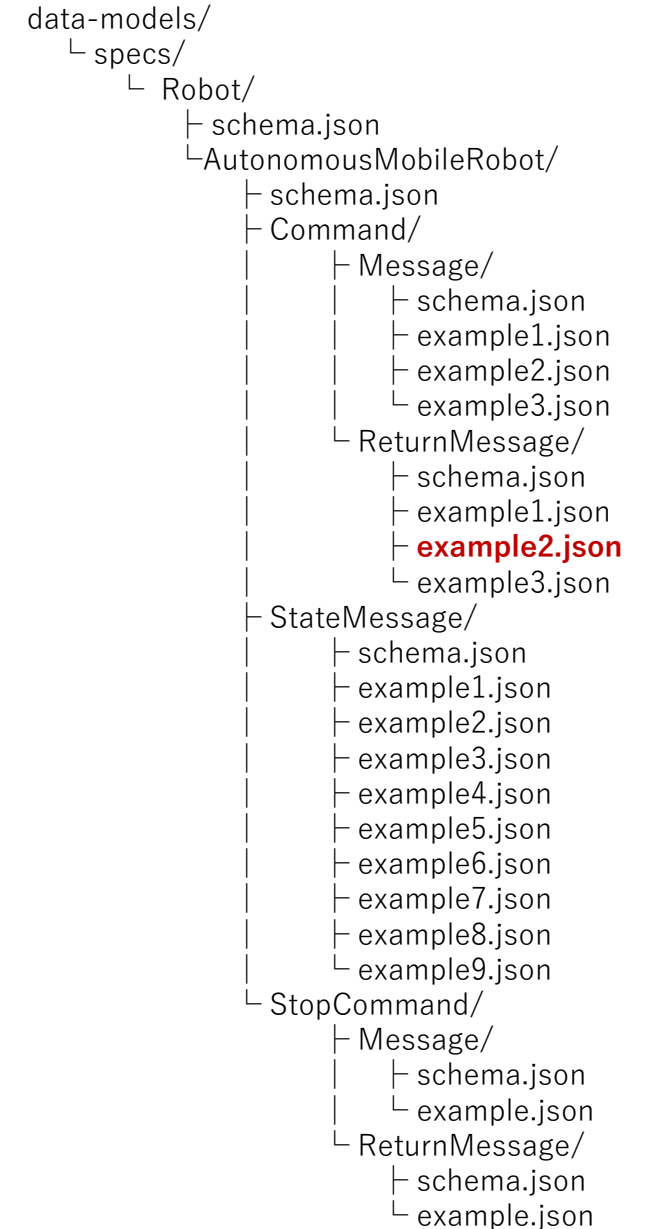 data-models/
└ specs/
└ Robot/
├ schema.json
└AutonomousMobileRobot/
├ schema.json
├ Command/
│ ├ Message/
│ │ ├ schema.json
│ │ ├ example1.json
│ │ ├ example2.json
│ │ └ example3.json
│ └ ReturnMessage/
│ ├ schema.json
│ ├ example1.json
│ ├ example2.json
│ └ example3.json
├ StateMessage/
│ ├ schema.json
│ ├ example1.json
│ ├ example2.json
│ ├ example3.json
│ ├ example4.json
│ ├ example5.json
│ ├ example6.json
│ ├ example7.json
│ ├ example8.json
│ └ example9.json
└ StopCommand/
├ Message/
│ ├ schema.json
│ └ example.json
└ ReturnMessage/
├ schema.json
└ example.json